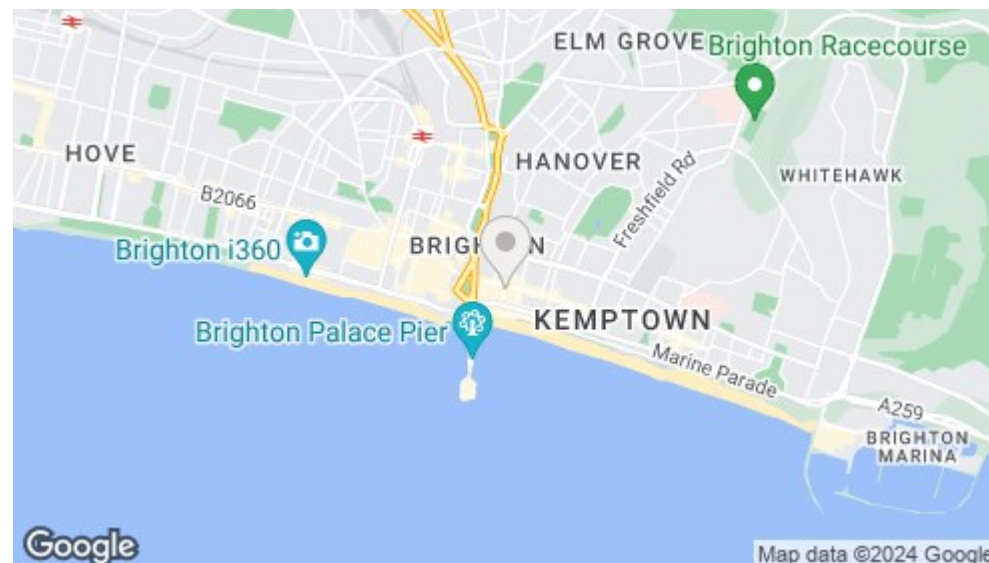 ELM GROVE
Brighton Racecourse
HOVE
HANOVER
WHITEHAWK
Freshfield Rd
B2066
Brighton i360
BRIGHTON
Brighton Palace Pier
KEMPTOWN
Marine Parade
A259
BRIGHTON
MARINA
Google
Map data ©2024 Google